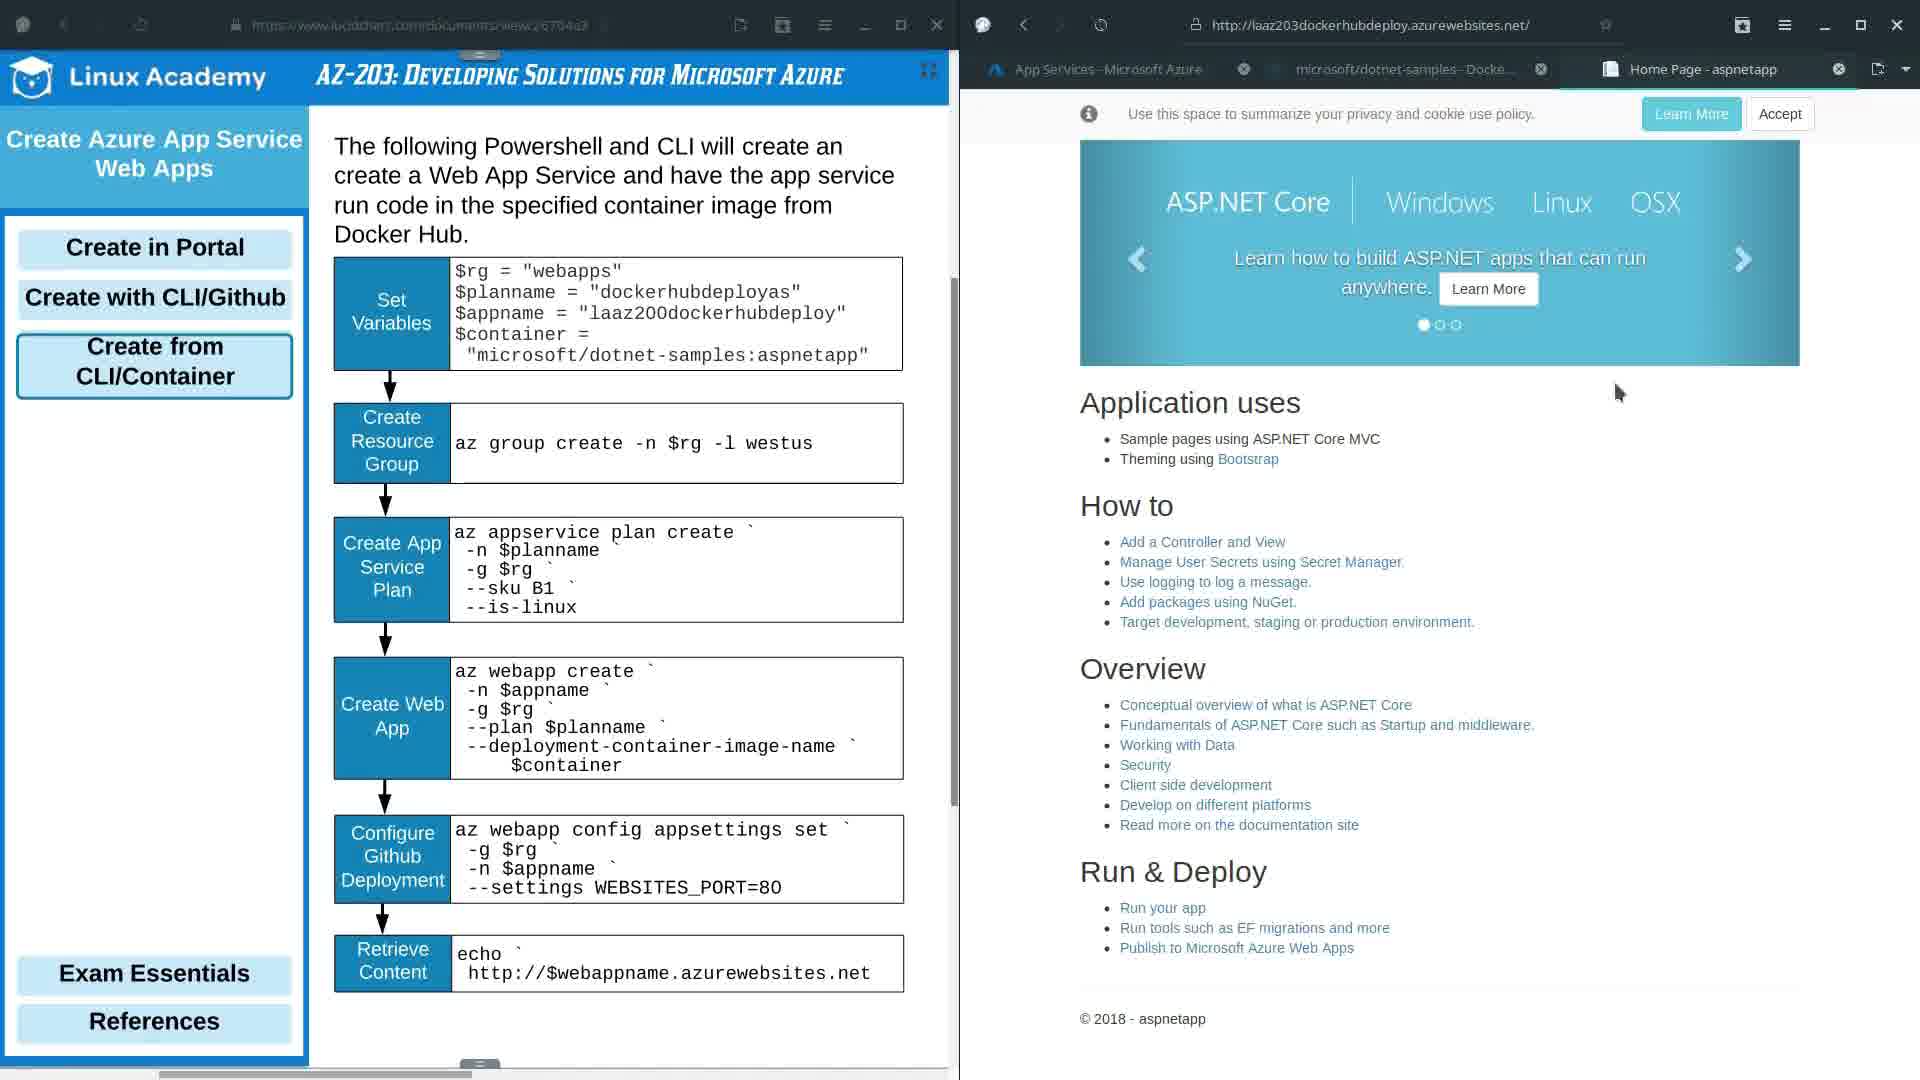 https://www.lucidchart.com/documents/view/c26704a3
Linux Academy
AZ-203: Developing Solutions for Microsoft Azure
Create Azure App Service
Web Apps
Create in Portal
Create with CLI/Github
Create from
CLI/Container
Exam Essentials
References
The following Powershell and CLI will create an
create a Web App Service and have the app service
run code in the specified container image from
Docker Hub.
Set
Variables
$rg = "webapps"
$planname = "dockerhubdeployas"
$appname = "laaz200dockerhubdeploy"
$container =
"microsoft/dotnet-samples:aspnetapp"
Create
Resource
Group
az group create -n $rg -l westus
Create App
Service
Plan
az appservice plan create `
-n $planname `
-g $rg `
--sku B1 `
--is-linux
Create Web
App
az webapp create `
-n $appname `
-g $rg `
--plan $planname `
--deployment-container-image-name `
$container
Configure
Github
Deployment
az webapp config appsettings set `
-g $rg `
-n $appname `
--settings WEBSITES_PORT=80
Retrieve
Content
echo `
http://$webappname.azurewebsites.net
http://laaz203dockerhubdeploy.azurewebsites.net/
App Services - Microsoft Azure
microsoft/dotnet-samples - Docke...
Home Page - aspnetapp
Use this space to summarize your privacy and cookie use policy.
Learn More
Accept
ASP.NET Core
Windows
Linux
OSX
Learn how to build ASP.NET apps that can run
anywhere. Learn More
Application uses
Sample pages using ASP.NET Core MVC
Theming using Bootstrap
How to
Add a Controller and View
Manage User Secrets using Secret Manager.
Use logging to log a message.
Add packages using NuGet.
Target development, staging or production environment.
Overview
Conceptual overview of what is ASP.NET Core
Fundamentals of ASP.NET Core such as Startup and middleware.
Working with Data
Security
Client side development
Develop on different platforms
Read more on the documentation site
Run & Deploy
Run your app
Run tools such as EF migrations and more
Publish to Microsoft Azure Web Apps
© 2018 - aspnetapp